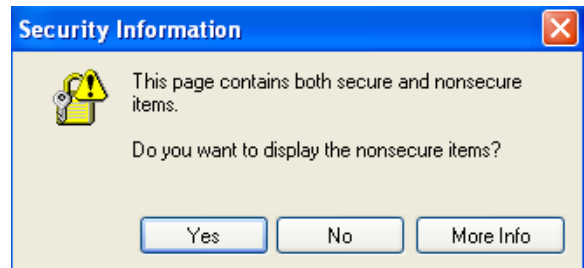 Security Information
This page contains both secure and nonsecure
items.
Do you want to display the nonsecure items?
Yes No More Info